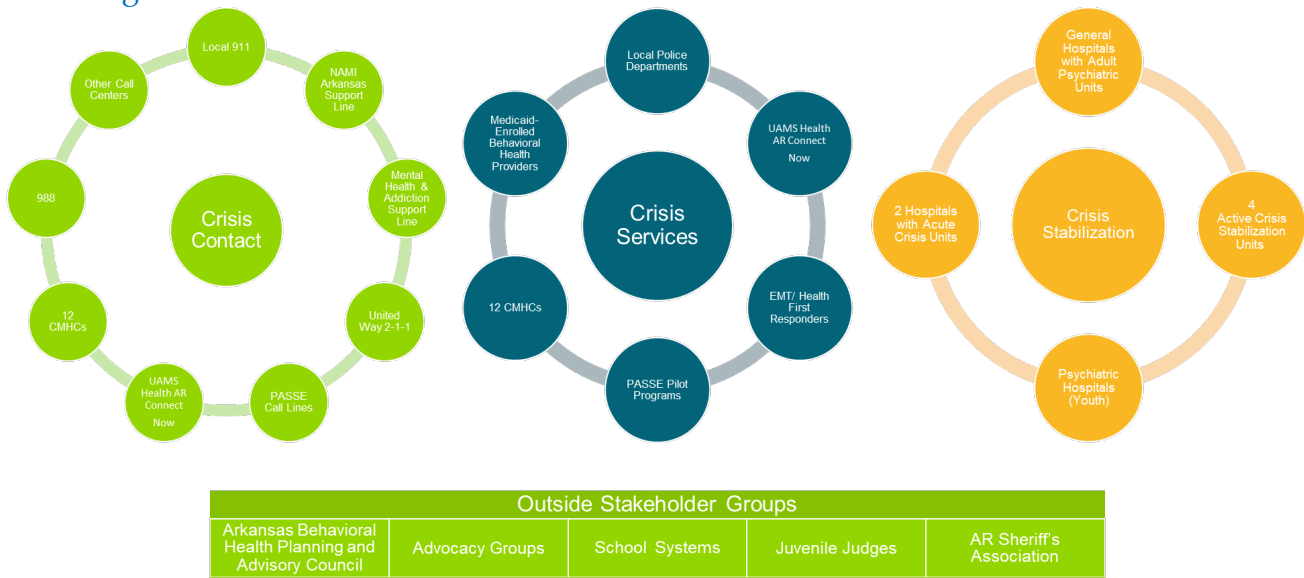 Local 911
NAMI
Arkansas
Support
Line
Mental
Health &
Addiction
Support
Line
United
Way 2-1-1
PASSE
Call Lines
UAMS
Health AR
Connect
Now
12
CMHCs
988
Other Call
Centers
Crisis
Contact
Local Police
Departments
UAMS Health
AR Connect
Now
EMT/ Health
First
Responders
PASSE Pilot
Programs
12 CMHCs
Medicaid-
Enrolled
Behavioral
Health
Providers
Crisis
Services
General
Hospitals
with Adult
Psychiatric
Units
4
Active Crisis
Stabilization
Units
Psychiatric
Hospitals
(Youth)
2 Hospitals
with Acute
Crisis Units
Crisis
Stabilization
Outside Stakeholder Groups
Arkansas Behavioral
Health Planning and
Advisory Council
Advocacy Groups
School Systems
Juvenile Judges
AR Sheriff's
Association